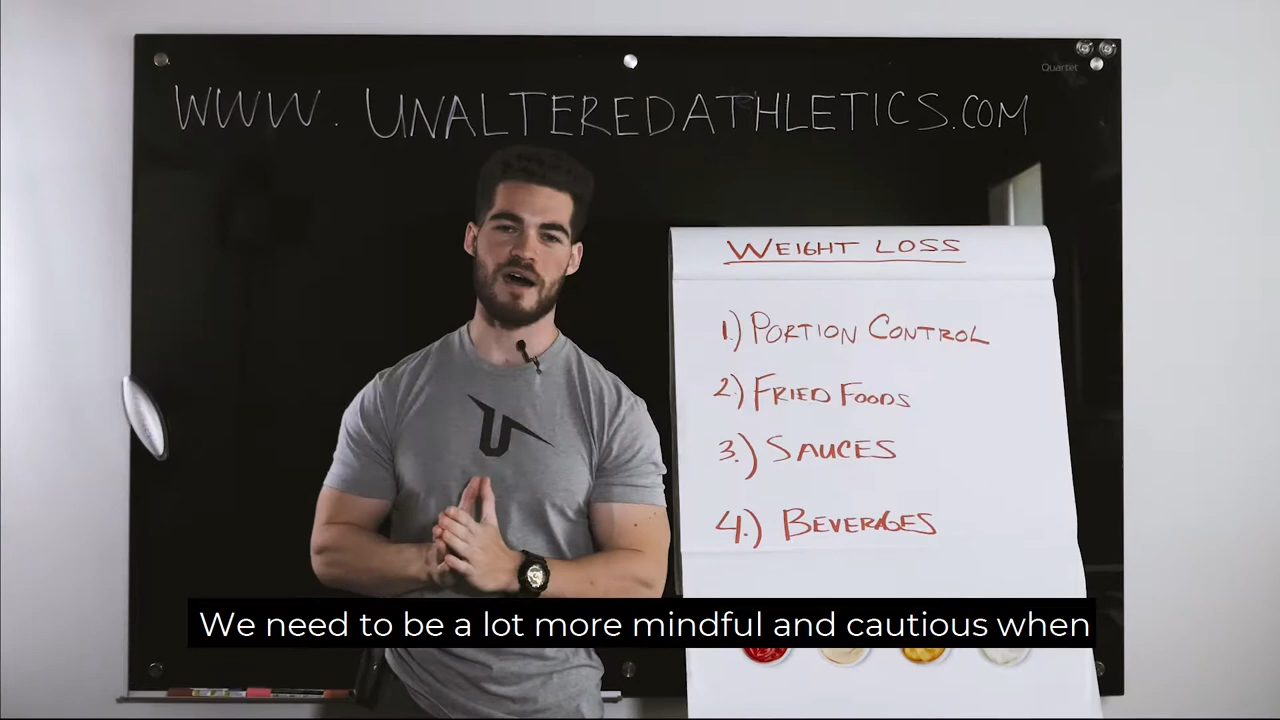 Quartet
WWW.UNALTEREDATHLETICS.COM
WEIGHT LOSS
1.) PORTION CONTROL
2.) FRIED FOODS
3.) SAUCES
4.) BEVERAGES
We need to be a lot more mindful and cautious when